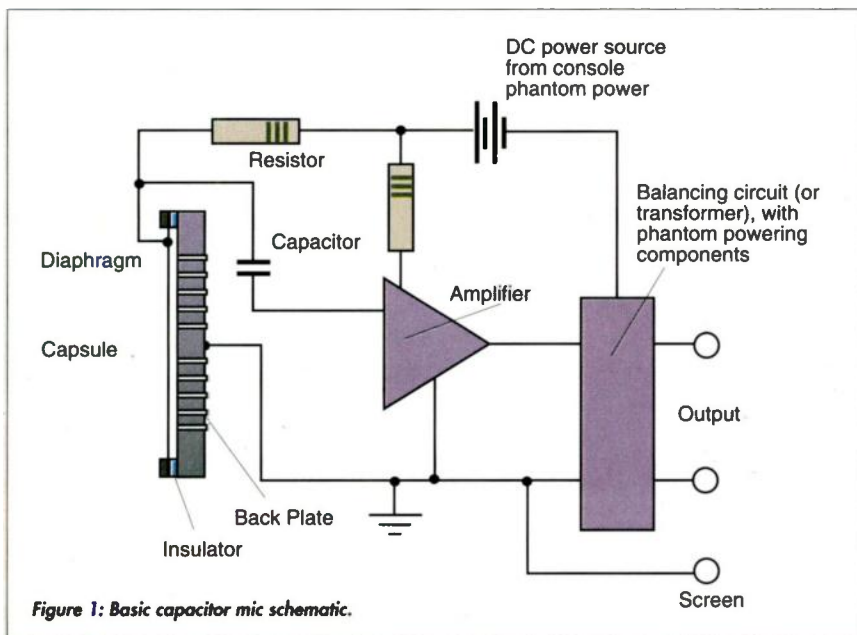 DC power source
from console
phantom power
Resistor
Balancing circuit (or
transformer), with
phantom powering
components
Capacitor
Diaphragm
Amplifier
Capsule
Output
Back Plate
Insulator
Screen
Figure 1: Basic capacitor mic schematic.